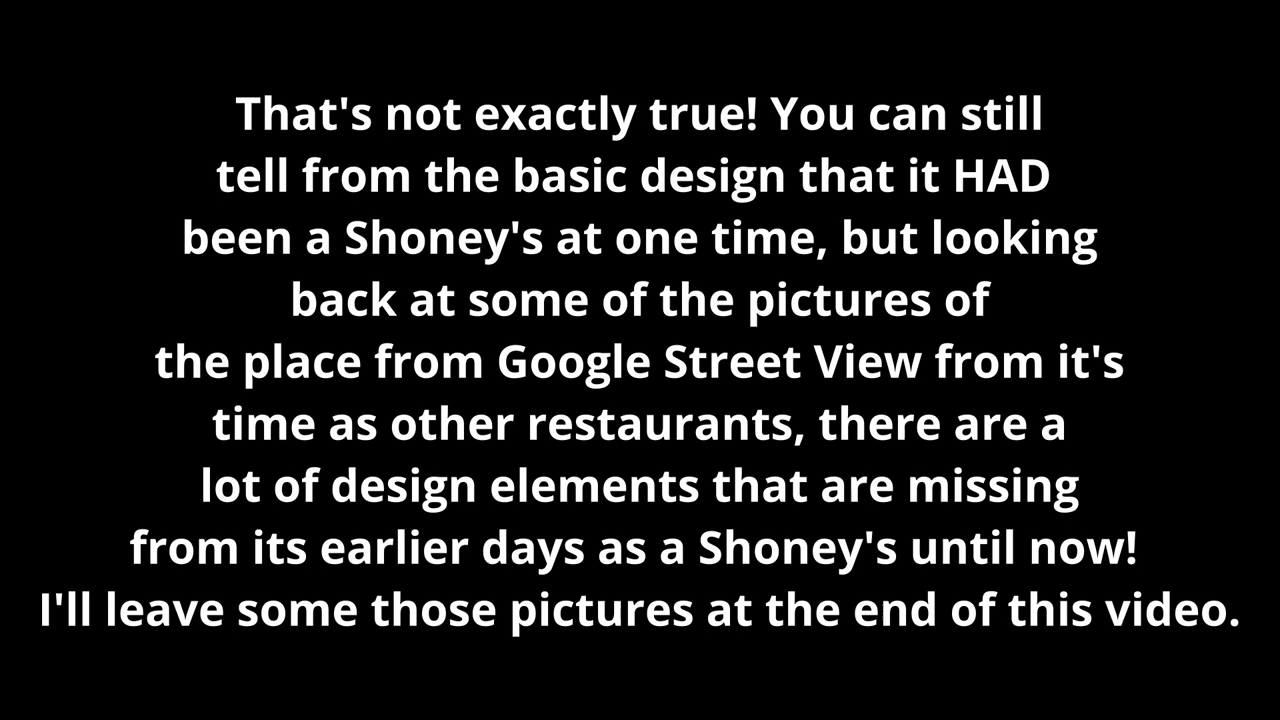 That's not exactly true! You can still
tell from the basic design that it HAD
been a Shoney's at one time, but looking
back at some of the pictures of
the place from Google Street View from it's
time as other restaurants, there are a
lot of design elements that are missing
from its earlier days as a Shoney's until now!
I'll leave some those pictures at the end of this video.